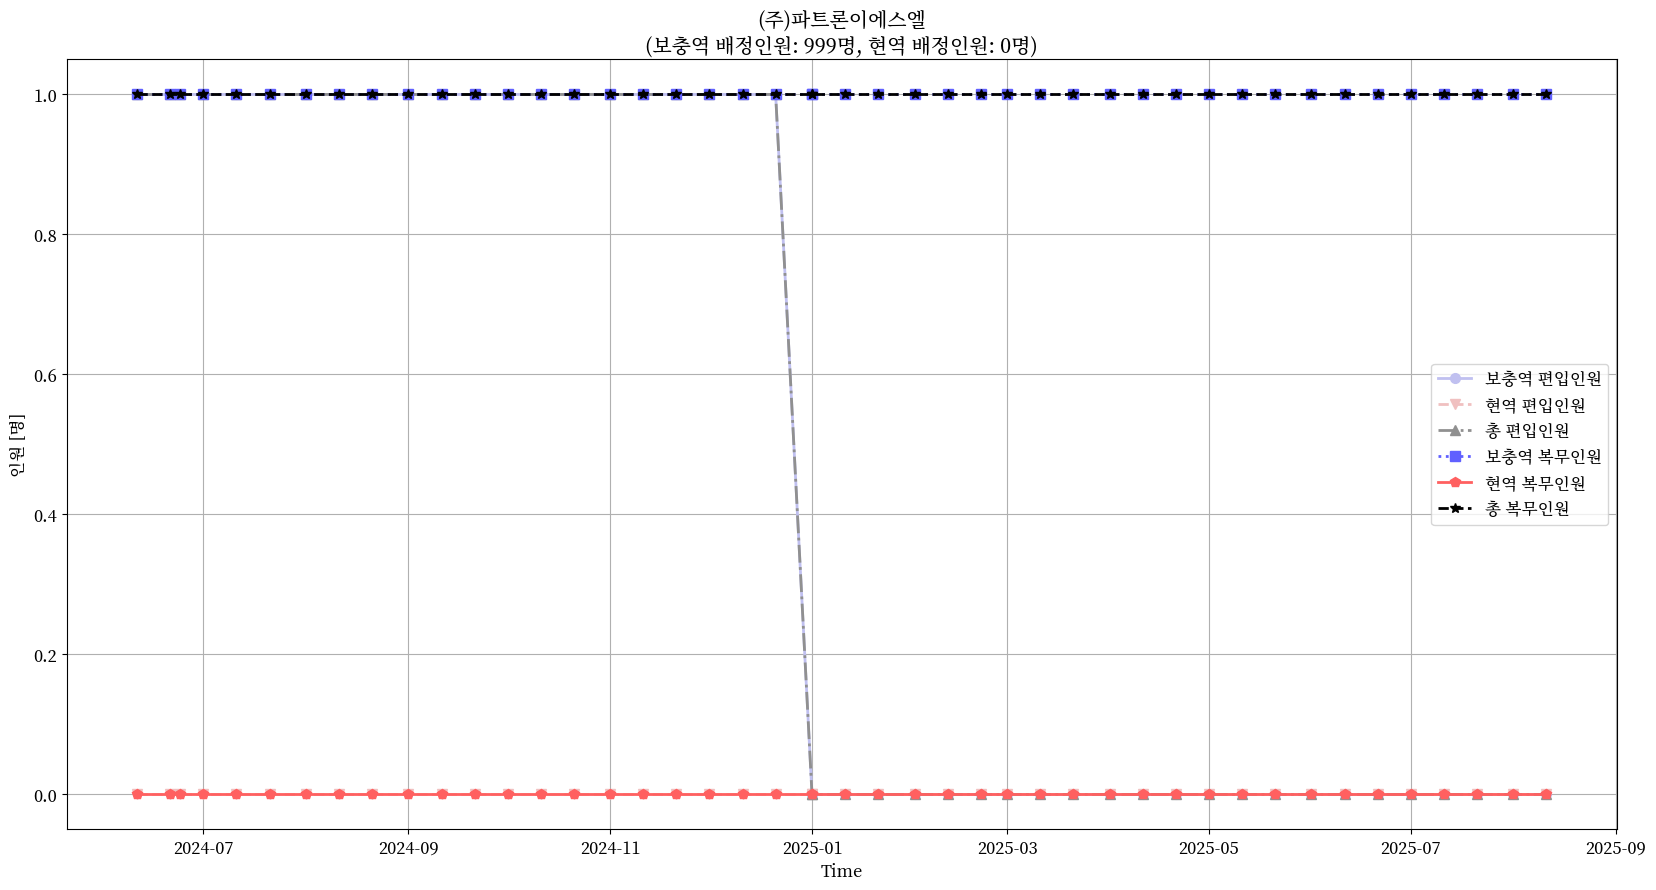 (주)파트론이에스엘
(보충역 배정인원: 999명, 현역 배정인원: 0명)
인원 [명]
1.0
0.8
0.6
0.4
0.2
0.0
보충역 편입인원
현역 편입인원
총 편입인원
보충역 복무인원
현역 복무인원
총 복무인원
2024-07
2024-09
2024-11
2025-01
2025-03
2025-05
2025-07
2025-09
Time